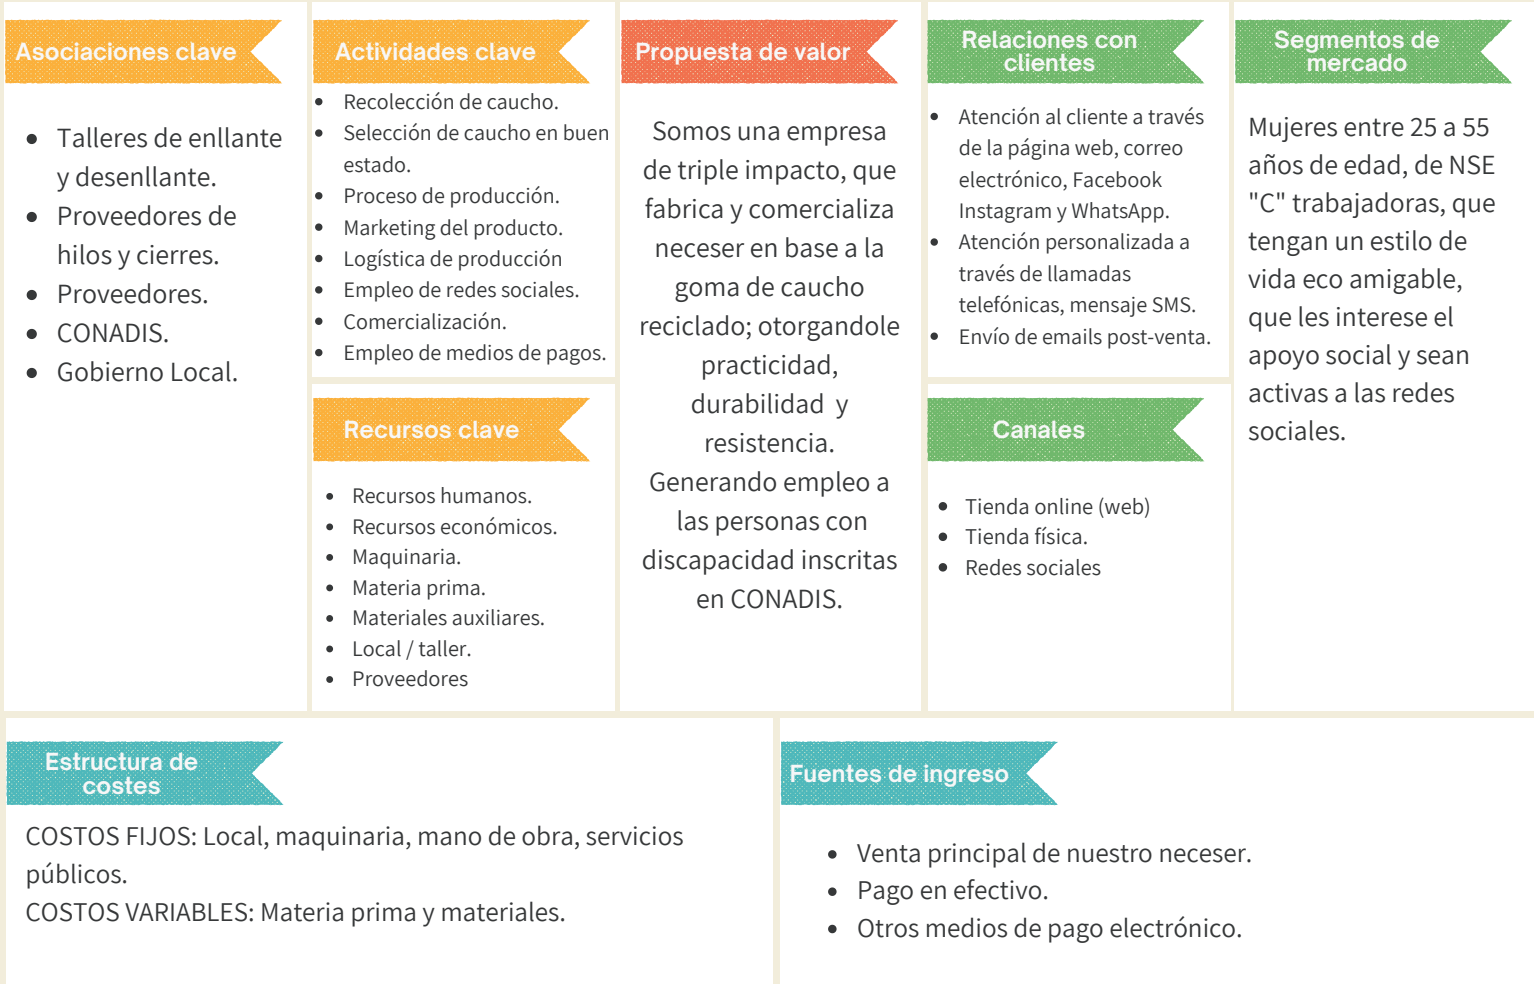 Asociaciones clave
Talleres de enllante
y desenllante.
Proveedores de
hilos y cierres.
Proveedores.
CONADIS.
Gobierno Local.
Actividades clave
Recolección de caucho.
Selección de caucho en buen
estado.
Proceso de producción.
Marketing del producto.
Logística de producción
Empleo de redes sociales.
Comercialización.
Empleo de medios de pagos.
Recursos clave
Recursos humanos.
Recursos económicos.
Maquinaria.
Materia prima.
Materiales auxiliares.
Local / taller.
Proveedores
Propuesta de valor
Somos una empresa
de triple impacto, que
fabrica y comercializa
neceser en base a la
goma de caucho
reciclado; otorgandole
practicidad,
durabilidad y
resistencia.
Generando empleo a
las personas con
discapacidad inscritas
en CONADIS.
Relaciones con
clientes
Atención al cliente a través
de la página web, correo
electrónico, Facebook
Instagram y WhatsApp.
Atención personalizada a
través de llamadas
telefónicas, mensaje SMS.
Envío de emails post-venta.
Canales
Tienda online (web)
Tienda física.
Redes sociales
Segmentos de
mercado
Mujeres entre 25 a 55
años de edad, de NSE
"C" trabajadoras, que
tengan un estilo de
vida eco amigable,
que les interese el
apoyo social y sean
activas a las redes
sociales.
Estructura de
costes
COSTOS FIJOS: Local, maquinaria, mano de obra, servicios
públicos.
COSTOS VARIABLES: Materia prima y materiales.
Fuentes de ingreso
Venta principal de nuestro neceser.
Pago en efectivo.
Otros medios de pago electrónico.